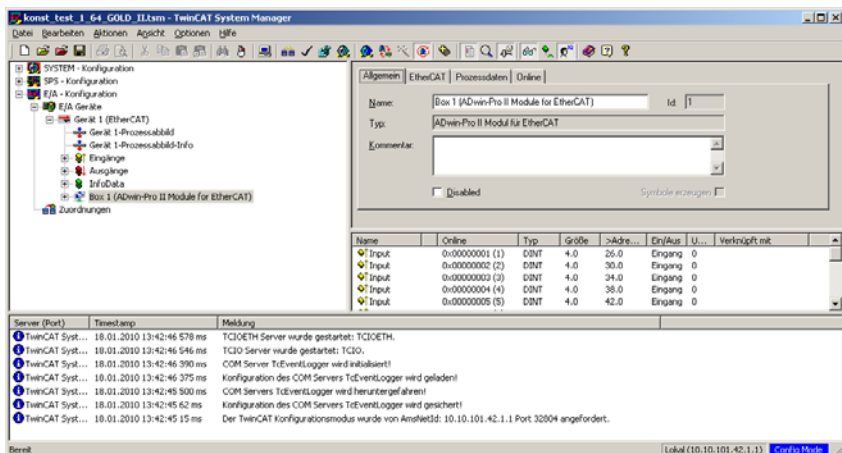 konst_test_1_64_GOLD_II.tsm - TwinCAT System Manager
Datei Bearbeiten Aktionen Ansicht Optionen Hilfe
SYSTEM - Konfiguration
SPS - Konfiguration
E/A - Konfiguration
E/A Geräte
Gerät 1 (EtherCAT)
Gerät 1-Prozessabbild
Gerät 1-Prozessabbild-Info
Eingänge
Ausgänge
InfoData
Box 1 (ADwin-Pro II Module for EtherCAT)
Zuordnungen
Allgemein EtherCAT Prozessdaten Online
Name: Box 1 (ADwin-Pro II Module for EtherCAT) Id: 1
Typ: ADwin-Pro II Modul für EtherCAT
Kommentar:
Disabled Symbole erzeugen
Name Online Typ Größe >Adre... Ein/Aus U... Verknüpft mit
Input 0x00000001 (1) DINT 4.0 26.0 Eingang 0
Input 0x00000002 (2) DINT 4.0 30.0 Eingang 0
Input 0x00000003 (3) DINT 4.0 34.0 Eingang 0
Input 0x00000004 (4) DINT 4.0 38.0 Eingang 0
Input 0x00000005 (5) DINT 4.0 42.0 Eingang 0
Server (Port) Timestamp Meldung
TwinCAT Syst... 18.01.2010 13:42:46 578 ms TCIOETH Server wurde gestartet: TCIOETH.
TwinCAT Syst... 18.01.2010 13:42:46 546 ms TCIO Server wurde gestartet: TCIO.
TwinCAT Syst... 18.01.2010 13:42:46 390 ms COM Server TcEventLogger wird initialisiert!
TwinCAT Syst... 18.01.2010 13:42:46 375 ms Konfiguration des COM Servers TcEventLogger wird geladen!
TwinCAT Syst... 18.01.2010 13:42:45 500 ms COM Servers TcEventLogger wird heruntergefahren!
TwinCAT Syst... 18.01.2010 13:42:45 62 ms Konfiguration des COM Servers TcEventLogger wird gesichert!
TwinCAT Syst... 18.01.2010 13:42:45 15 ms Der TwinCAT Konfigurationsmodus wurde von AmsNetId: 10.10.101.42.1.1 Port 32804 angefordert.
Bereit Lokal (10.10.101.42.1.1) Config Mode